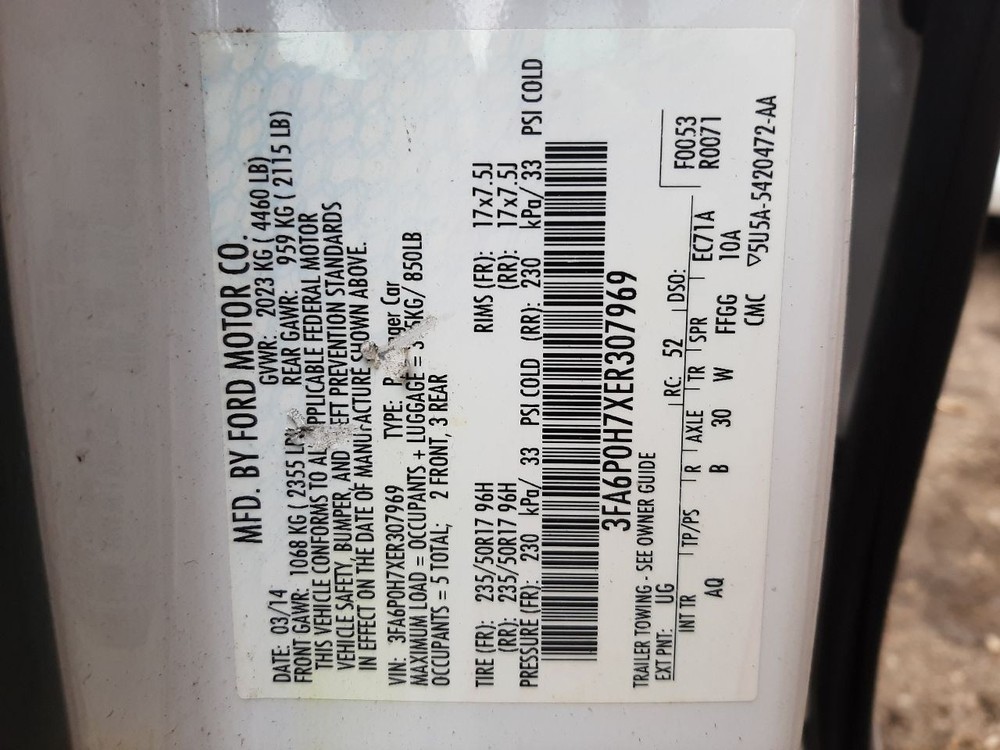 MFD. BY FORD MOTOR CO.
DATE: 03/14 GVWR: 2023 KG ( 4460 LB)
FRONT GAWR: 1068 KG ( 2355 LB REAR GAWR: 959 KG ( 2115 LB)
THIS VEHICLE CONFORMS TO APPLICABLE FEDERAL MOTOR
VEHICLE SAFETY, BUMPER, AND EFT PREVENTION STANDARDS
IN EFFECT ON THE DATE OF MANUFACTURE SHOWN ABOVE.
VIN: 3FA6P0H7XER307969 TYPE: Car
MAXIMUM LOAD = OCCUPANTS + LUGGAGE = 5KG/ 850LB
OCCUPANTS = 5 TOTAL; 2 FRONT, 3 REAR
TIRE (FR): 235/50R17 96H RIMS (FR): 17x7.5J
(RR): 235/50R17 96H (RR): 17x7.5J
PRESSURE (FR): 230 kPa/ 33 PSI COLD (RR): 230 kPa/ 33 PSI COLD
3FA6P0H7XER307969
TRAILER TOWING - SEE OWNER GUIDE
EXT PNT: UG RC: 52 DSO: F0053
INT TR TP/PS R AXLE TR SPR EC71A R0071
AQ B 30 W FFGG 10A
CMC ▽5U5A-5420472-AA